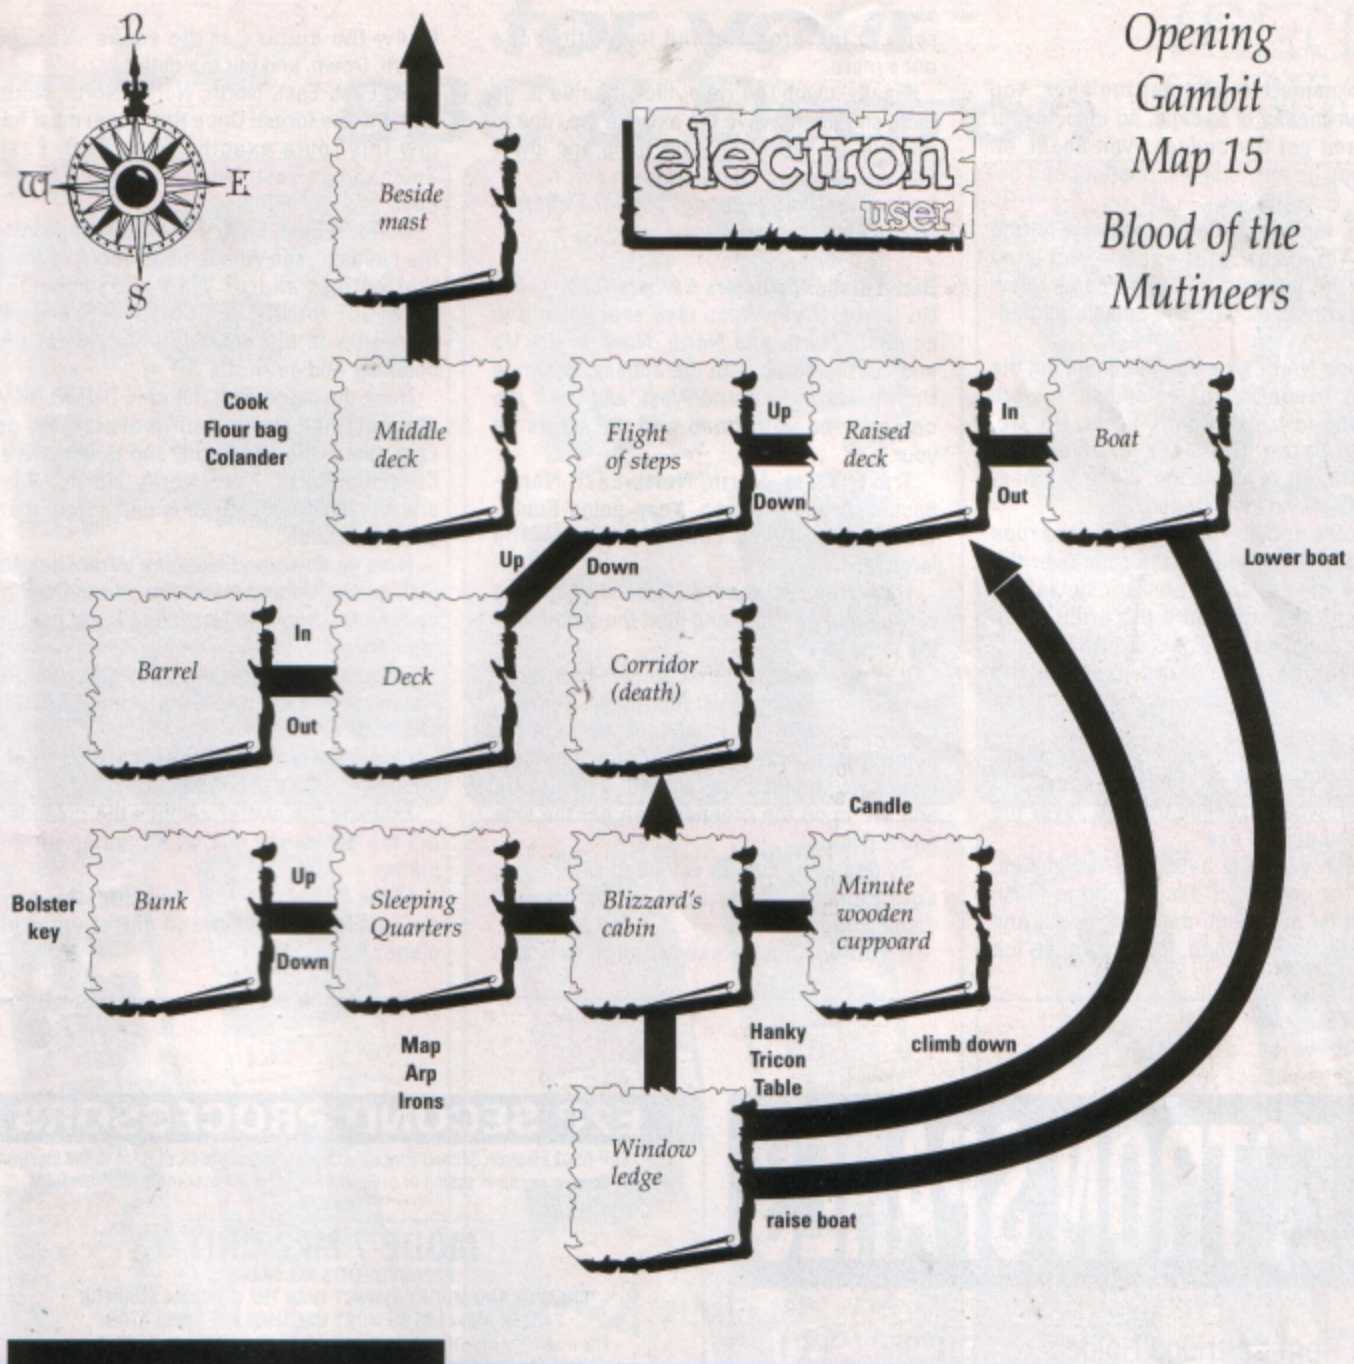 Opening
Gambit
Map 15
Blood of the
Mutineers
electron
user
N
W
E
S
Beside
mast
Cook
Flour bag
Colander
Middle
deck
Flight
of steps
Up
Down
Raised
deck
In
Out
Boat
Lower boat
Up
Down
Barrel
In
Out
Deck
Corridor
(death)
Candle
Bolster
key
Bunk
Up
Down
Sleeping
Quarters
Blizzard's
cabin
Minute
wooden
cuppoard
Map
Arp
Irons
Hanky
Tricon
Table
climb down
Window
ledge
raise boat